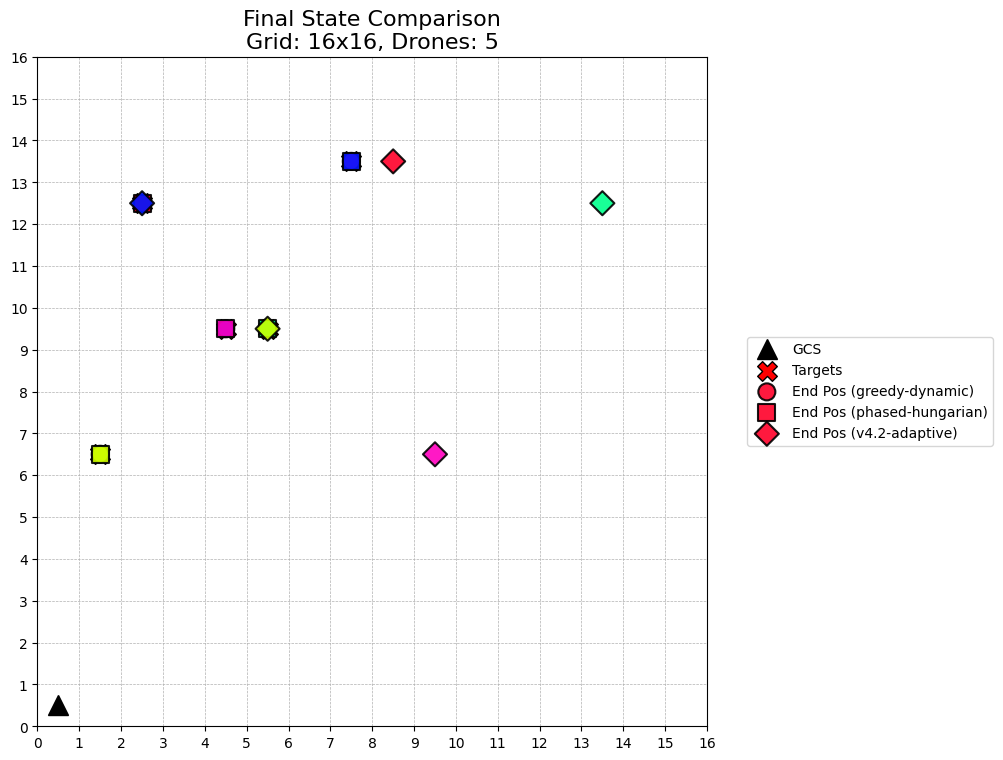 Final State Comparison
Grid: 16x16, Drones: 5
16
15
14
13
12
11
10
9
8
7
6
5
4
3
2
1
0
0 1 2 3 4 5 6 7 8 9 10 11 12 13 14 15 16
GCS
Targets
End Pos (greedy-dynamic)
End Pos (phased-hungarian)
End Pos (v4.2-adaptive)